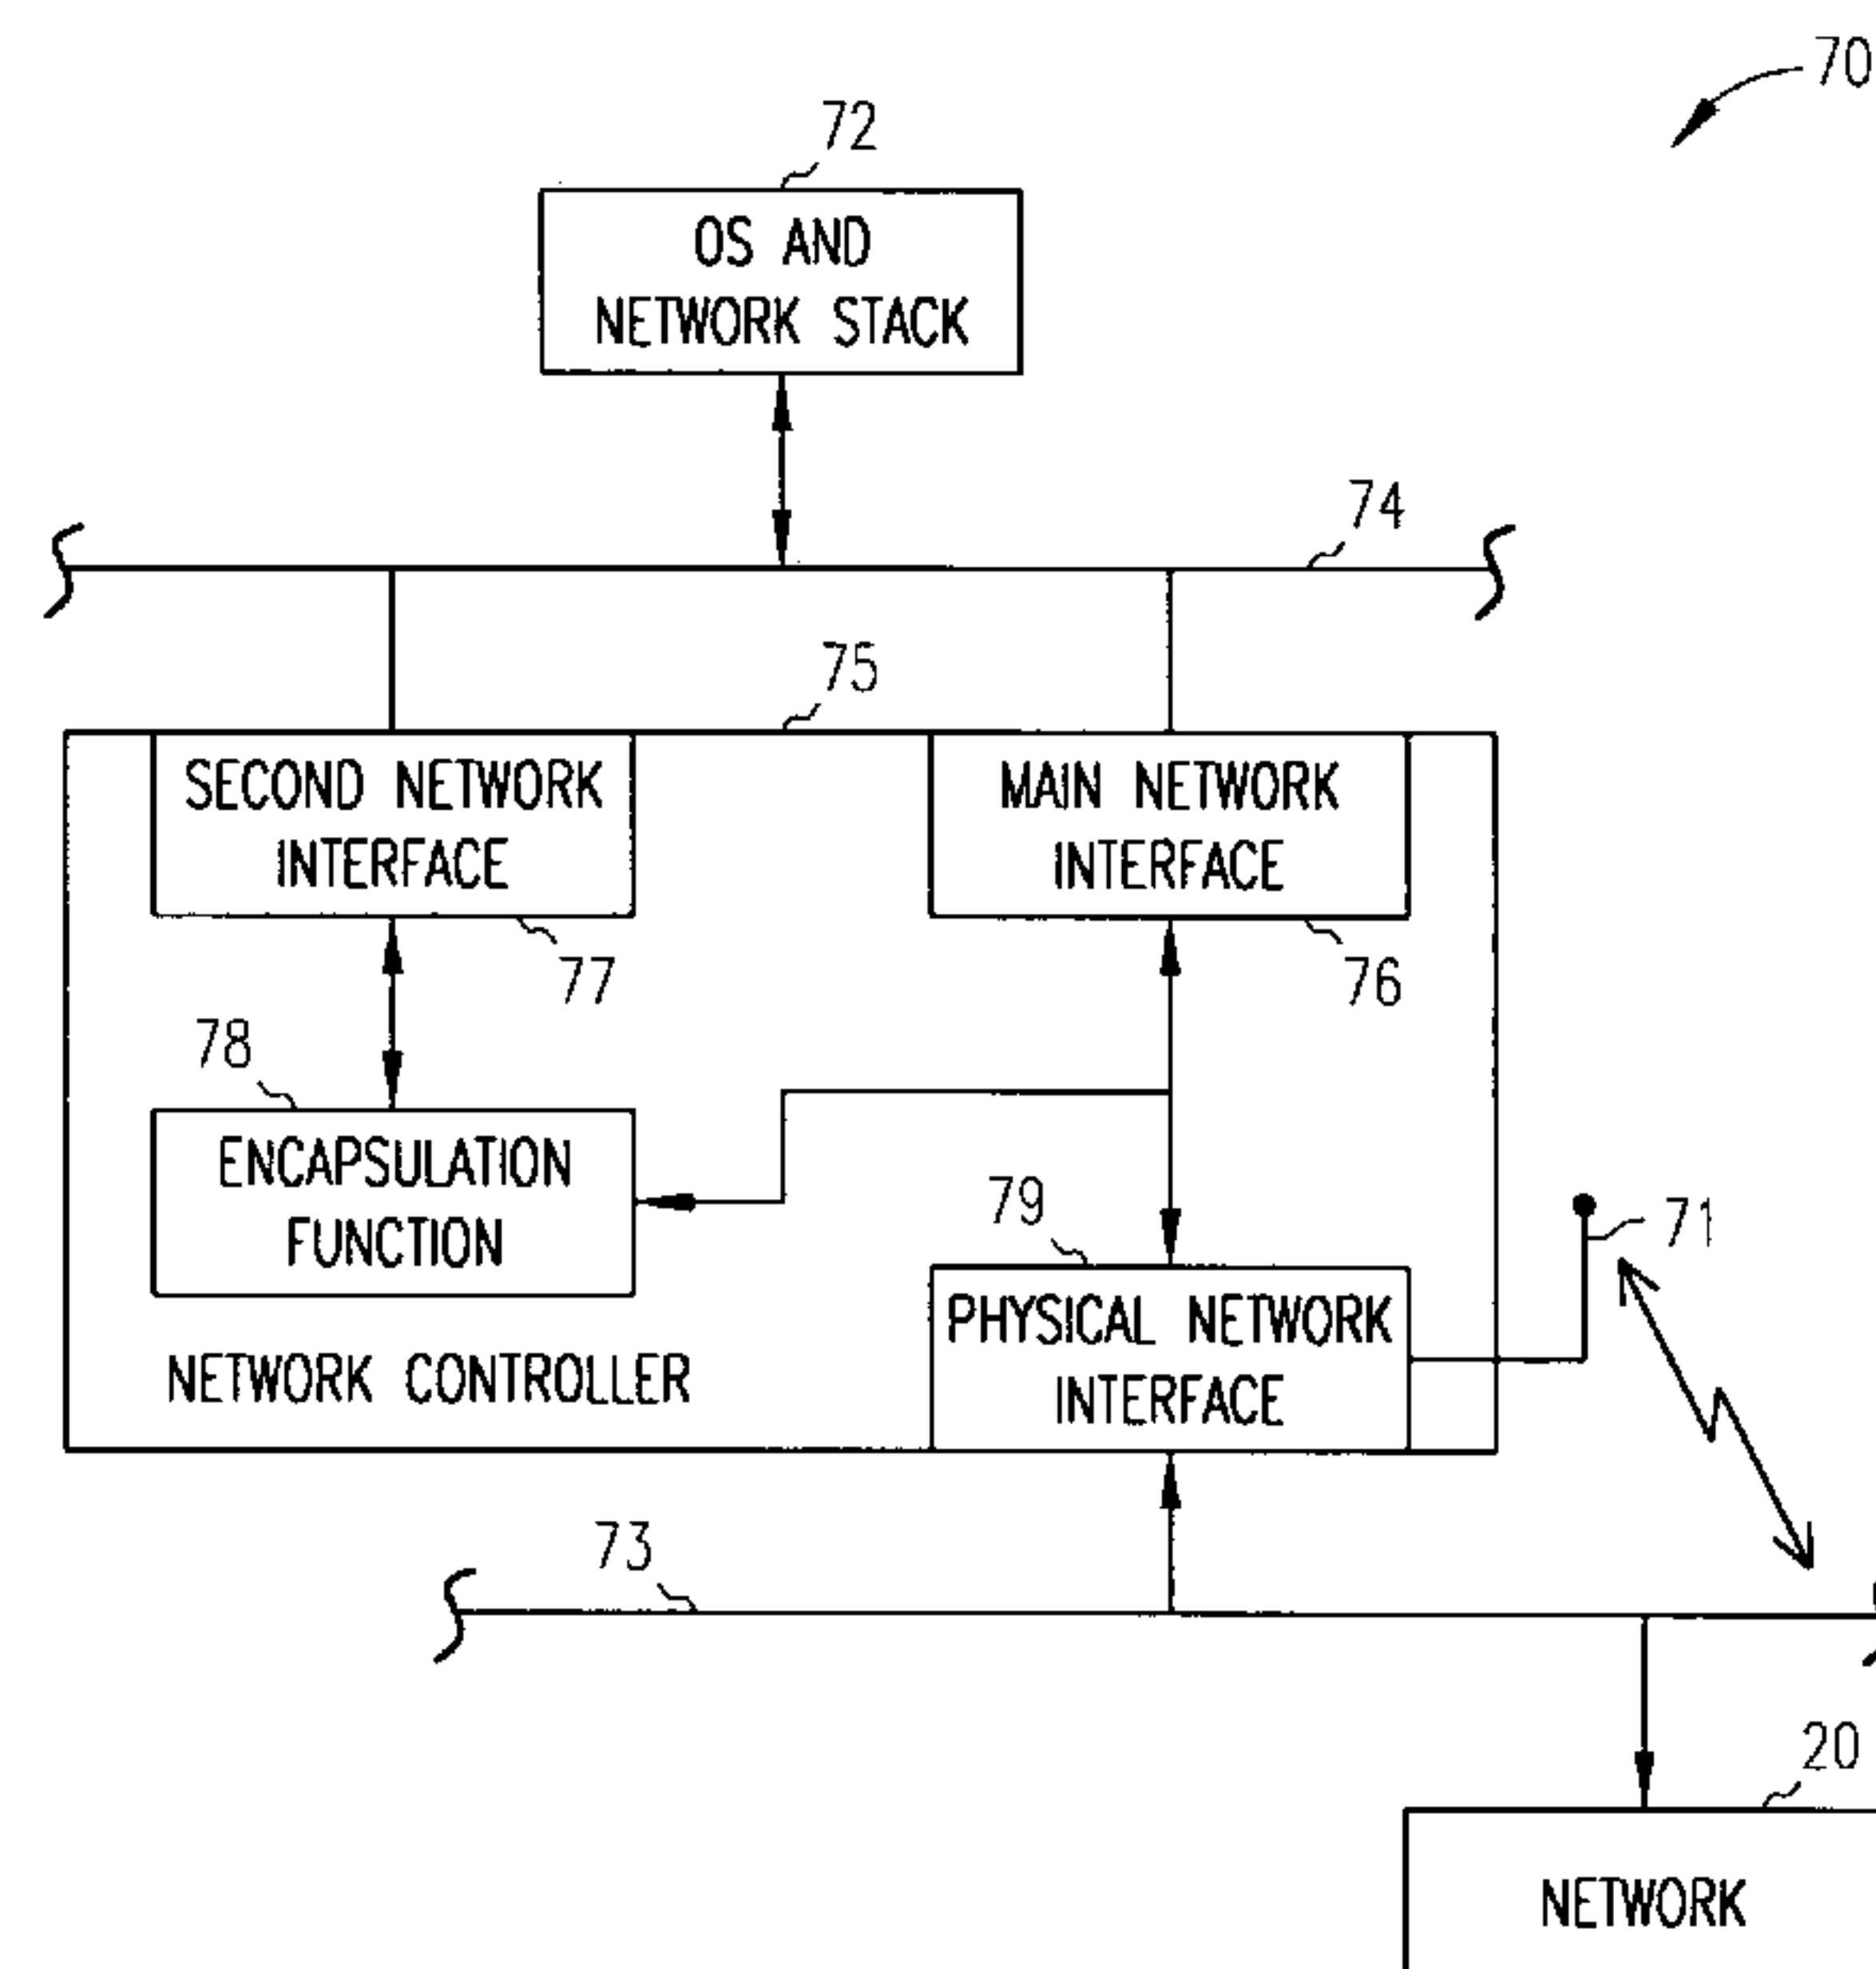 70
72
OS AND
NETWORK STACK
74
75
SECOND NETWORK
INTERFACE
MAIN NETWORK
INTERFACE
77
76
78
ENCAPSULATION
FUNCTION
79
71
PHYSICAL NETWORK
INTERFACE
NETWORK CONTROLLER
73
20
NETWORK